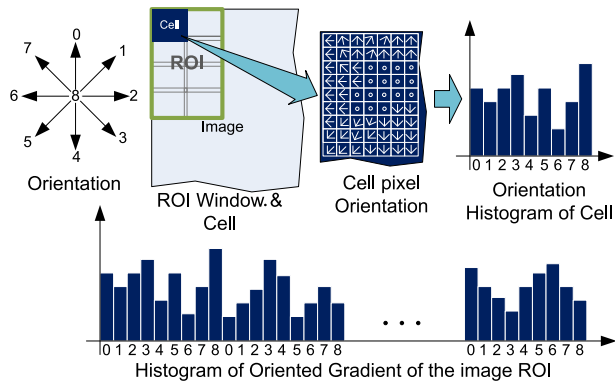 0
7
1
6
8
2
5
3
4
Orientation
Cell
ROI
Image
ROI Window. &
Cell
Cell pixel
Orientation
0 1 2 3 4 5 6 7 8
Orientation
Histogram of Cell
0 1 2 3 4 5 6 7 8 0 1 2 3 4 5 6 7 8
. . .
0 1 2 3 4 5 6 7 8
Histogram of Oriented Gradient of the image ROI